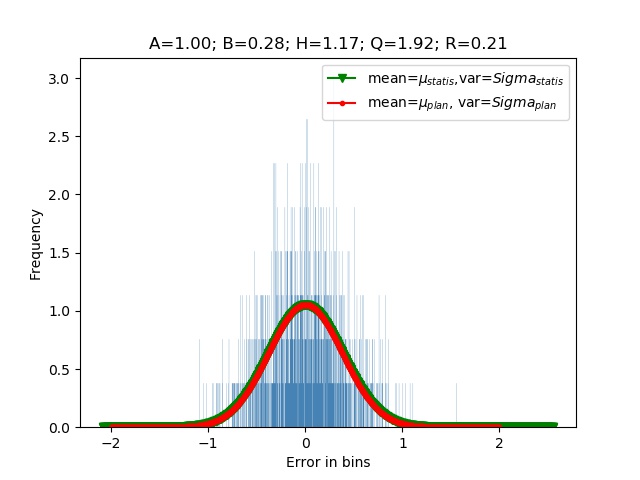 A=1.00; B=0.28; H=1.17; Q=1.92; R=0.21
mean=μstatis,var=Sigmastatis
mean=μplan, var=Sigmaplan
Frequency
3.0
2.5
2.0
1.5
1.0
0.5
0.0
−2 −1 0 1 2
Error in bins